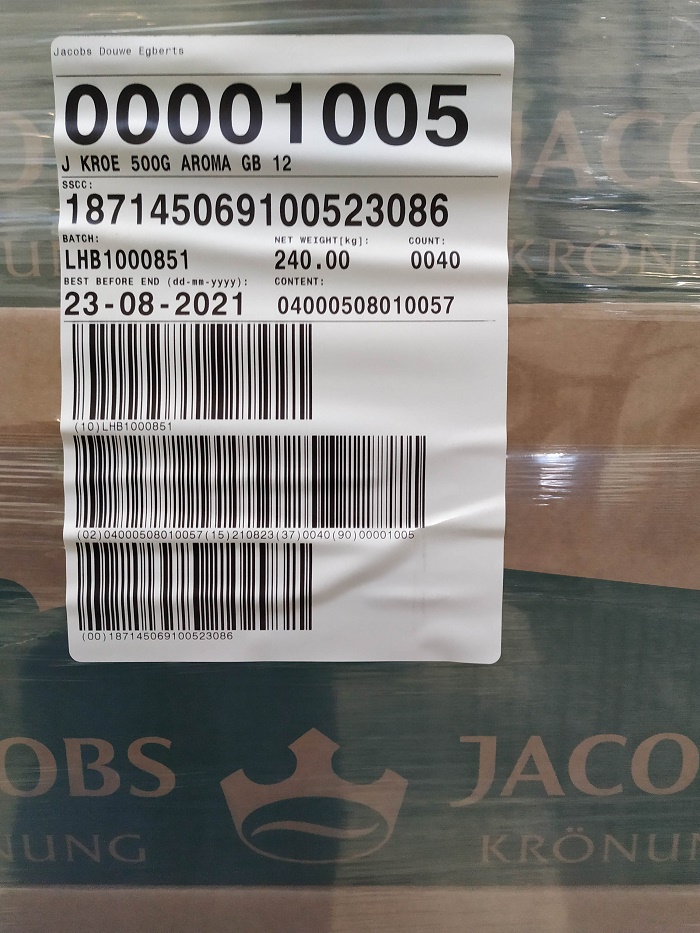 Jacobs Douwe Egberts
00001005
J KROE 500G AROMA GB 12
SSCC:
187145069100523086
BATCH: NET WEIGHT[kg]: COUNT:
LHB1000851 240.00 0040
BEST BEFORE END (dd-mm-yyyy): CONTENT:
23-08-2021 04000508010057
(10)LHB1000851
(02)04000508010057(15)210823(37)0040(90)00001005
(00)187145069100523086
JACO
KRÖNUN
OBS JACO
NUNG KRÖNUN